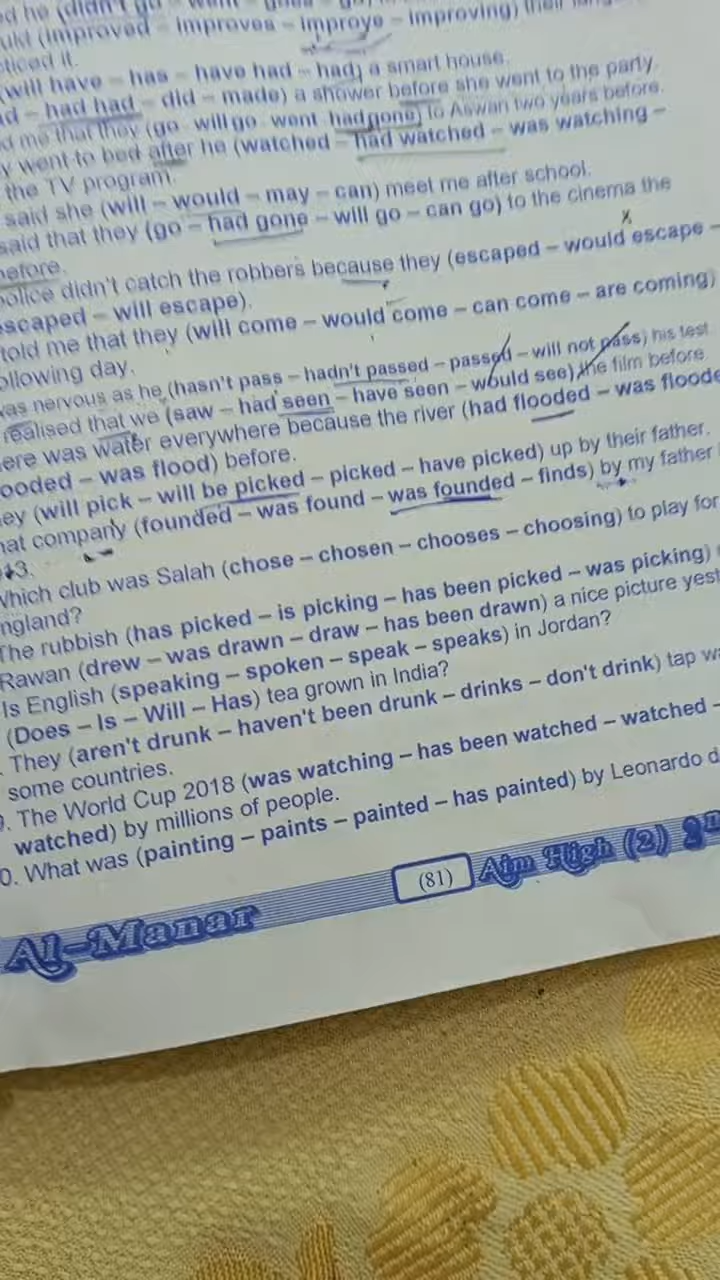 (didn't go
(improved – improves – improve – improving)
ticed it.
(will have – has – have had – had) a smart house.
– had had – did – made) a shower before she went to the party.
me that they (go will go went had gone) to Aswan two years before.
went to bed after he (watched – had watched – was watching –
the TV program.
said she (will – would – may – can) meet me after school.
said that they (go – had gone – will go – can go) to the cinema the
before.
police didn't catch the robbers because they (escaped – would escape –
escaped – will escape).
told me that they (will come – would come – can come – are coming)
ollowing day.
was nervous as he (hasn't pass – hadn't passed – passed – will not pass) his test.
realised that we (saw – had seen – have seen – would see) the film before.
ere was water everywhere because the river (had flooded – was floode
ooded – was flood) before.
ey (will pick – will be picked – picked – have picked) up by their father.
hat company (founded – was found – was founded – finds) by my father
13.
Which club was Salah (chose – chosen – chooses – choosing) to play for
ngland?
The rubbish (has picked – is picking – has been picked – was picking)
Rawan (drew – was drawn – draw – has been drawn) a nice picture yest
Is English (speaking – spoken – speak – speaks) in Jordan?
(Does – Is – Will – Has) tea grown in India?
They (aren't drunk – haven't been drunk – drinks – don't drink) tap wa
some countries.
. The World Cup 2018 (was watching – has been watched – watched –
watched) by millions of people.
0. What was (painting – paints – painted – has painted) by Leonardo d
Al-Manar (81) Aim High (2) 2n